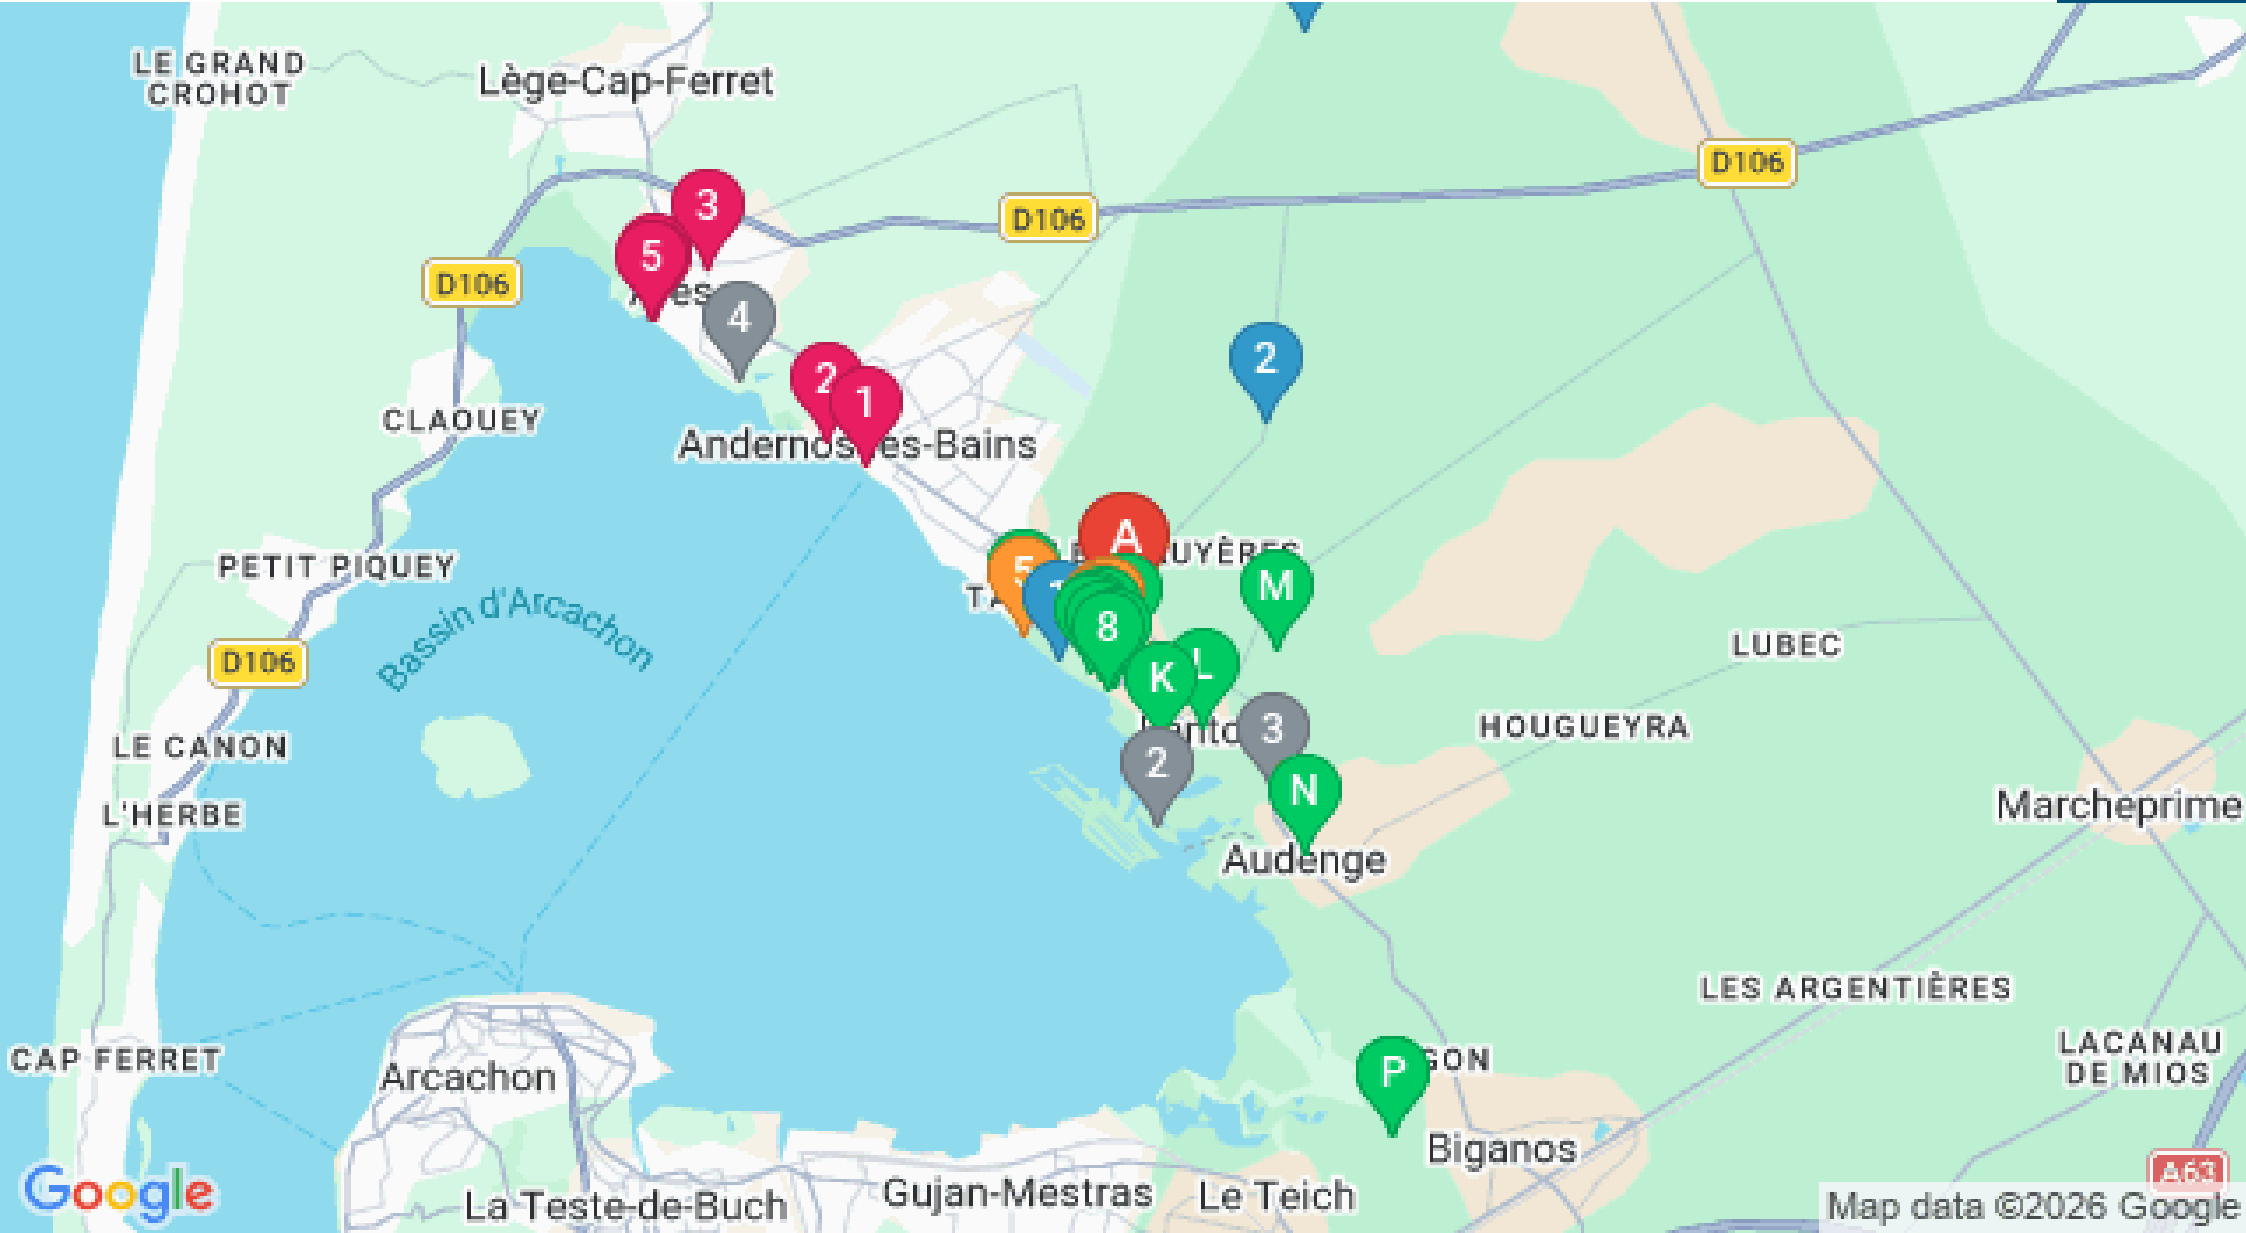 LE GRAND
CROHOT
Lège-Cap-Ferret
D106
D106
D106
3
5
4
2
1
2
CLAOUEY
Andernos-les-Bains
A
PETIT PIQUEY
5
M
8
Bassin d'Arcachon
LUBEC
D106
K
L
HOUGUEYRA
3
2
LE CANON
N
L'HERBE
Marcheprime
Audenge
LES ARGENTIÈRES
CAP FERRET
Arcachon
P
LACANAU
DE MIOS
Biganos
A63
Google
La Teste-de-Buch
Gujan-Mestras
Le Teich
Map data ©2026 Google